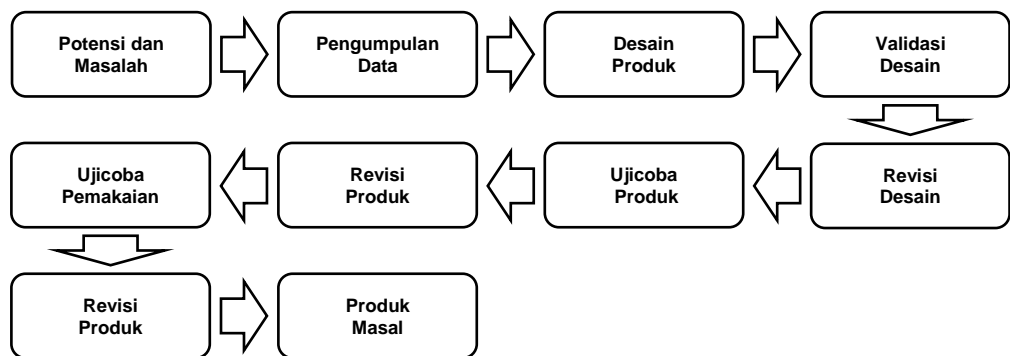 Potensi dan
Masalah
Pengumpulan
Data
Desain
Produk
Validasi
Desain
Revisi
Desain
Ujicoba
Produk
Revisi
Produk
Ujicoba
Pemakaian
Revisi
Produk
Produk
Masal